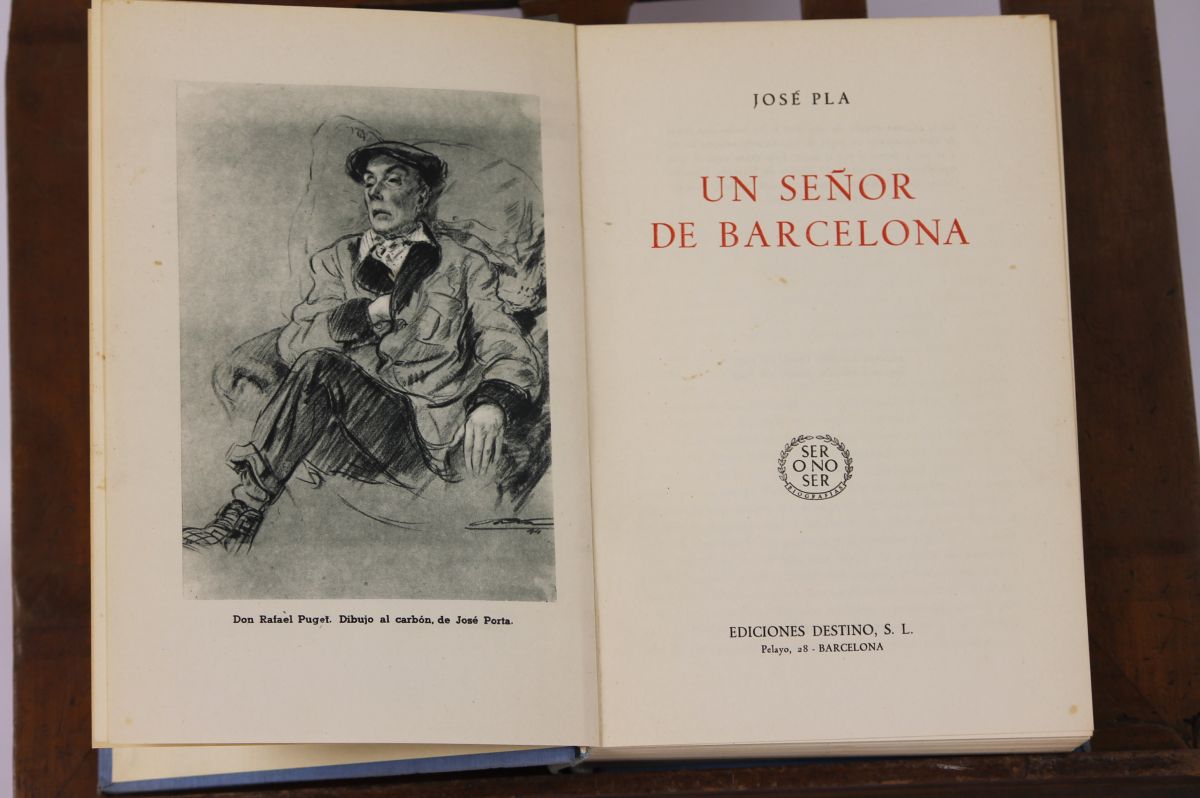 Don Rafael Puget. Dibujo al carbón, de José Porta.
JOSÉ PLA
UN SEÑOR
DE BARCELONA
SER
O NO
SER
BIOGRAFIAS
EDICIONES DESTINO, S. L.
Pelayo, 28 - BARCELONA